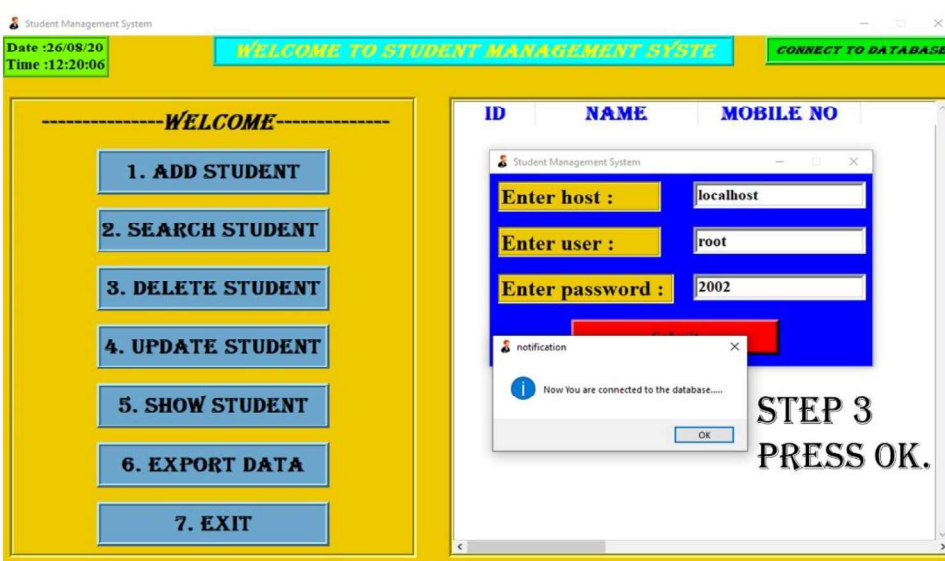 Student Management System
Date :26/08/20
Time :12:20:06
WELCOME TO STUDENT MANAGEMENT SYSTE
CONNECT TO DATABASE
---------------WELCOME--------------
1. ADD STUDENT
2. SEARCH STUDENT
3. DELETE STUDENT
4. UPDATE STUDENT
5. SHOW STUDENT
6. EXPORT DATA
7. EXIT
ID NAME MOBILE NO
Student Management System
Enter host : localhost
Enter user : root
Enter password : 2002
notification
Now You are connected to the database.....
OK
STEP 3
PRESS OK.